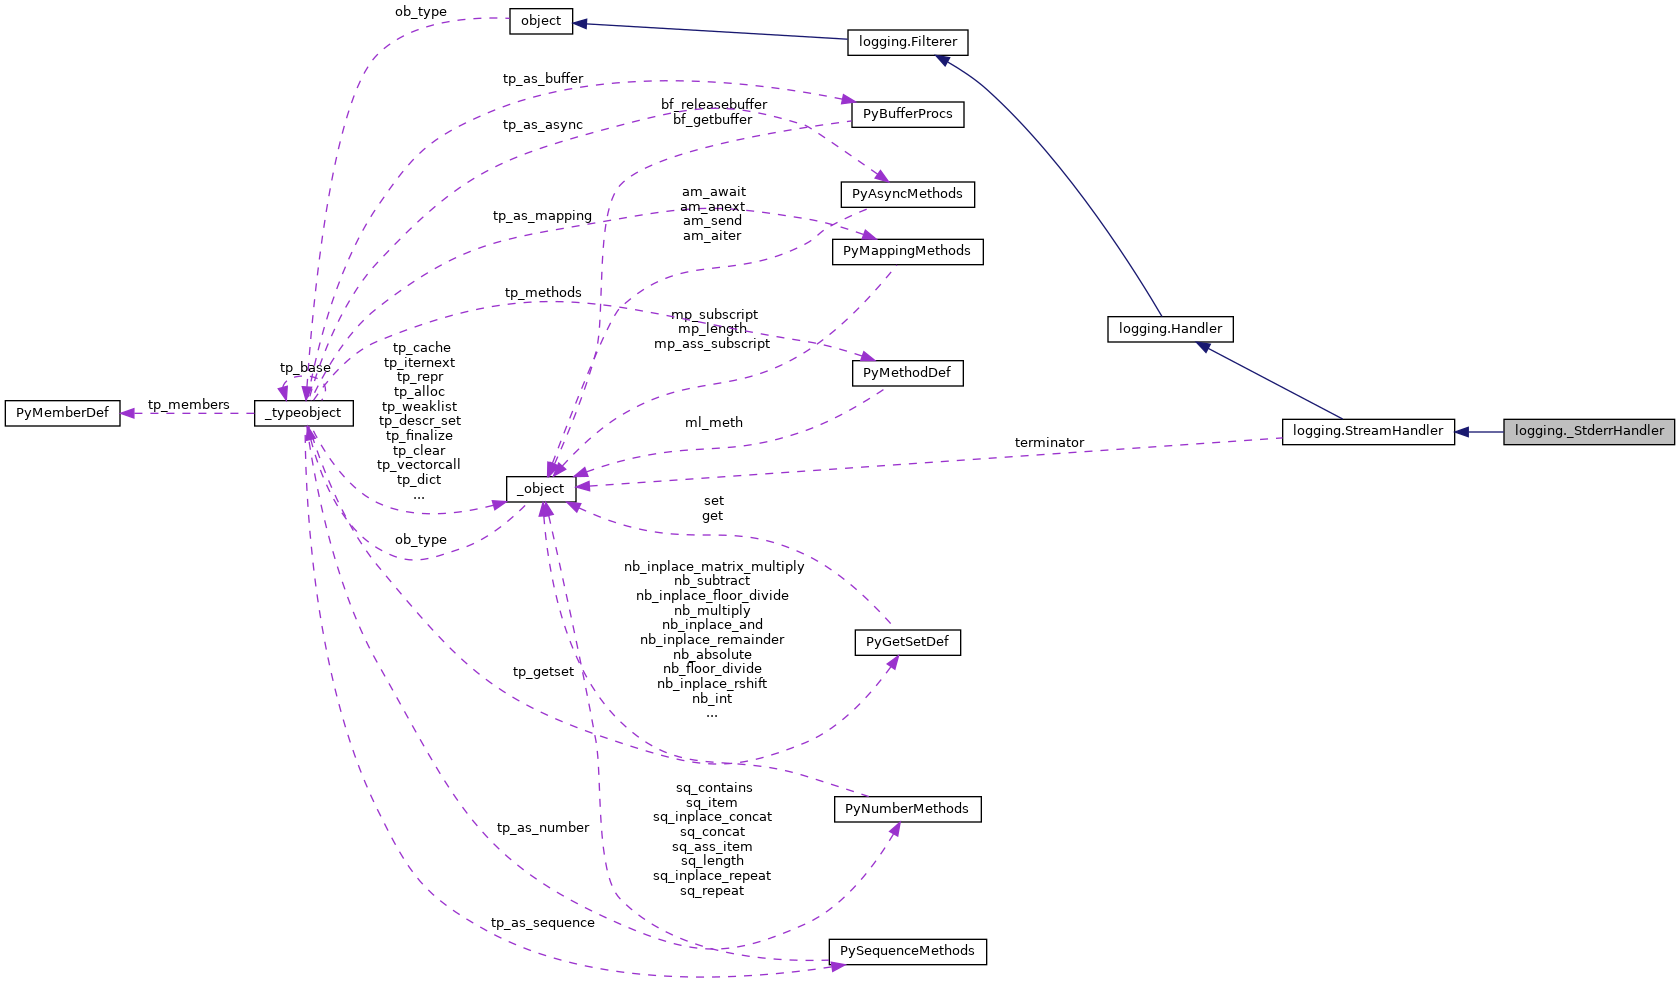 ob_type
object
logging.Filterer
tp_as_buffer
bf_releasebuffer
bf_getbuffer
PyBufferProcs
tp_as_async
am_await
am_anext
am_send
am_aiter
PyAsyncMethods
tp_as_mapping
PyMappingMethods
tp_methods
mp_subscript
mp_length
mp_ass_subscript
logging.Handler
tp_base
tp_cache
tp_iternext
tp_repr
tp_alloc
tp_weaklist
tp_descr_set
tp_finalize
tp_clear
tp_vectorcall
tp_dict
...
PyMethodDef
PyMemberDef
tp_members
_typeobject
ml_meth
terminator
logging.StreamHandler
logging._StderrHandler
_object
set
get
ob_type
nb_inplace_matrix_multiply
nb_subtract
nb_inplace_floor_divide
nb_multiply
nb_inplace_and
nb_inplace_remainder
nb_absolute
nb_floor_divide
nb_inplace_rshift
nb_int
...
PyGetSetDef
tp_getset
sq_contains
sq_item
sq_inplace_concat
sq_concat
sq_ass_item
sq_length
sq_inplace_repeat
sq_repeat
PyNumberMethods
tp_as_number
tp_as_sequence
PySequenceMethods